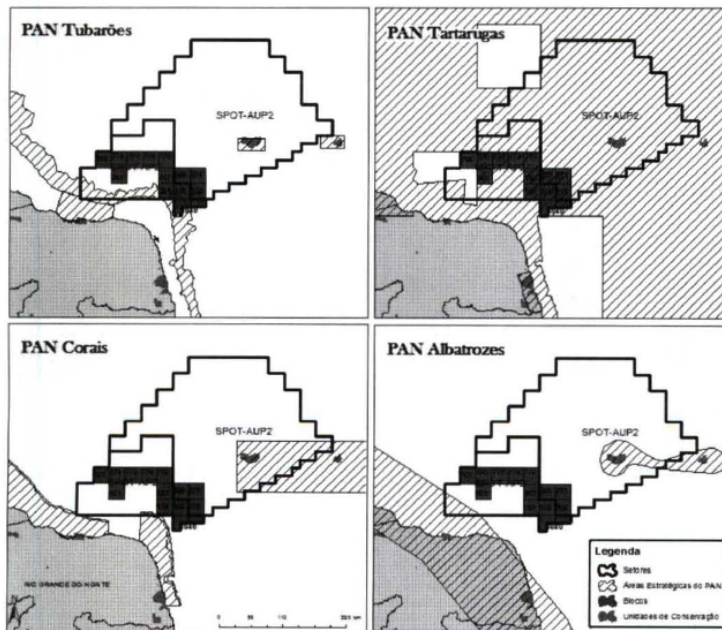 PAN Tubarões
SPOT-AUP2
PAN Tartarugas
SPOT-AUP2
PAN Corais
SPOT-AUP2
RIO GRANDE DO NORTE
PAN Albatrozes
SPOT-AUP2
Legenda
Setores
Áreas Estratégicas do PAN
Blocos
Unidades de Conservação